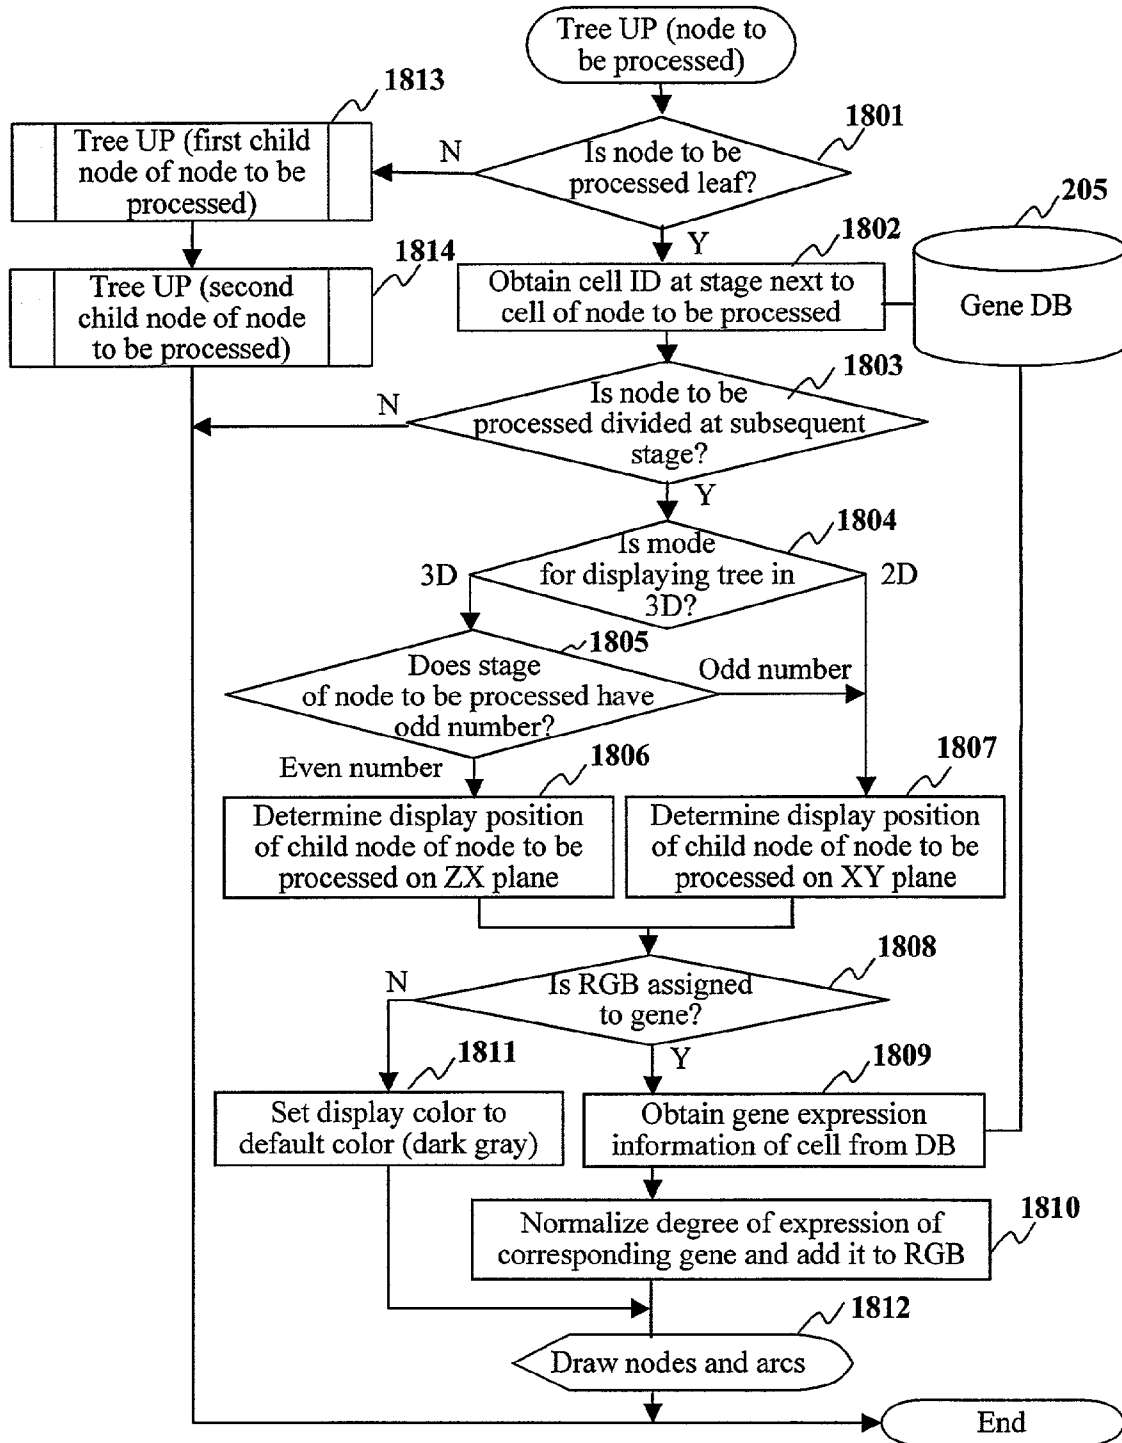 Tree UP (node to
be processed)
1813
1801
Tree UP (first child
node of node to be
processed)
N
Is node to be
processed leaf?
205
Y
1802
1814
Tree UP (second
child node of node
to be processed)
Obtain cell ID at stage next to
cell of node to be processed
Gene DB
1803
N
Is node to be
processed divided at subsequent
stage?
Y
1804
3D
Is mode
for displaying tree in
3D?
2D
1805
Does stage
of node to be processed have
odd number?
Odd number
Even number
1806
1807
Determine display position
of child node of node to be
processed on ZX plane
Determine display position
of child node of node to be
processed on XY plane
1808
N
Is RGB assigned
to gene?
Y
1811
1809
Set display color to
default color (dark gray)
Obtain gene expression
information of cell from DB
1810
Normalize degree of expression of
corresponding gene and add it to RGB
1812
Draw nodes and arcs
End